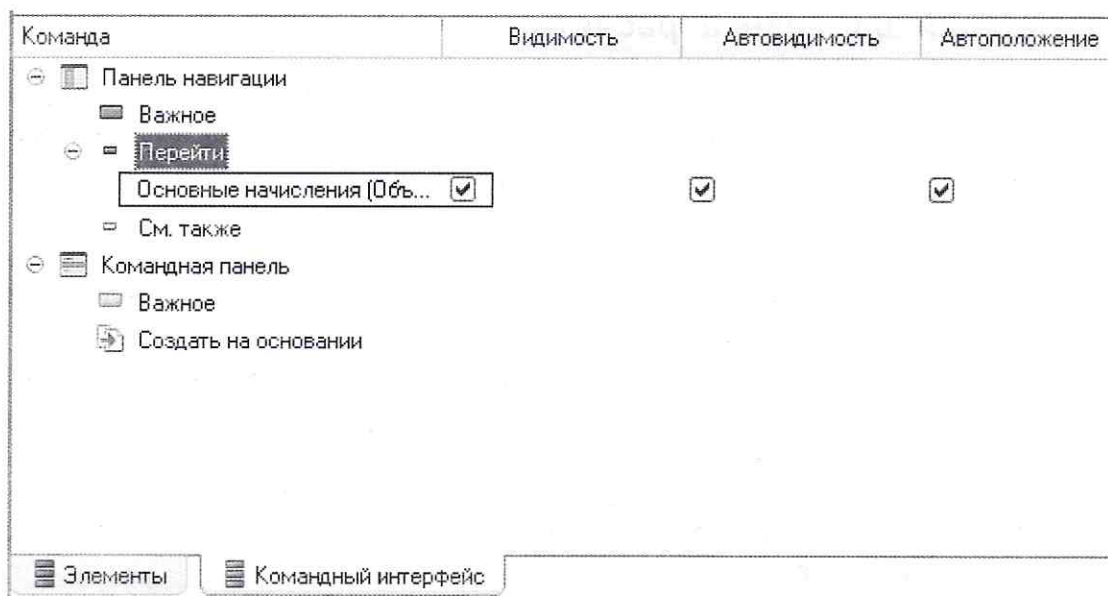 Команда Видимость Автовидимость Автоположение
Панель навигации
Важное
Перейти
Основные начисления (Объ...
См. также
Командная панель
Важное
Создать на основании
Элементы Командный интерфейс